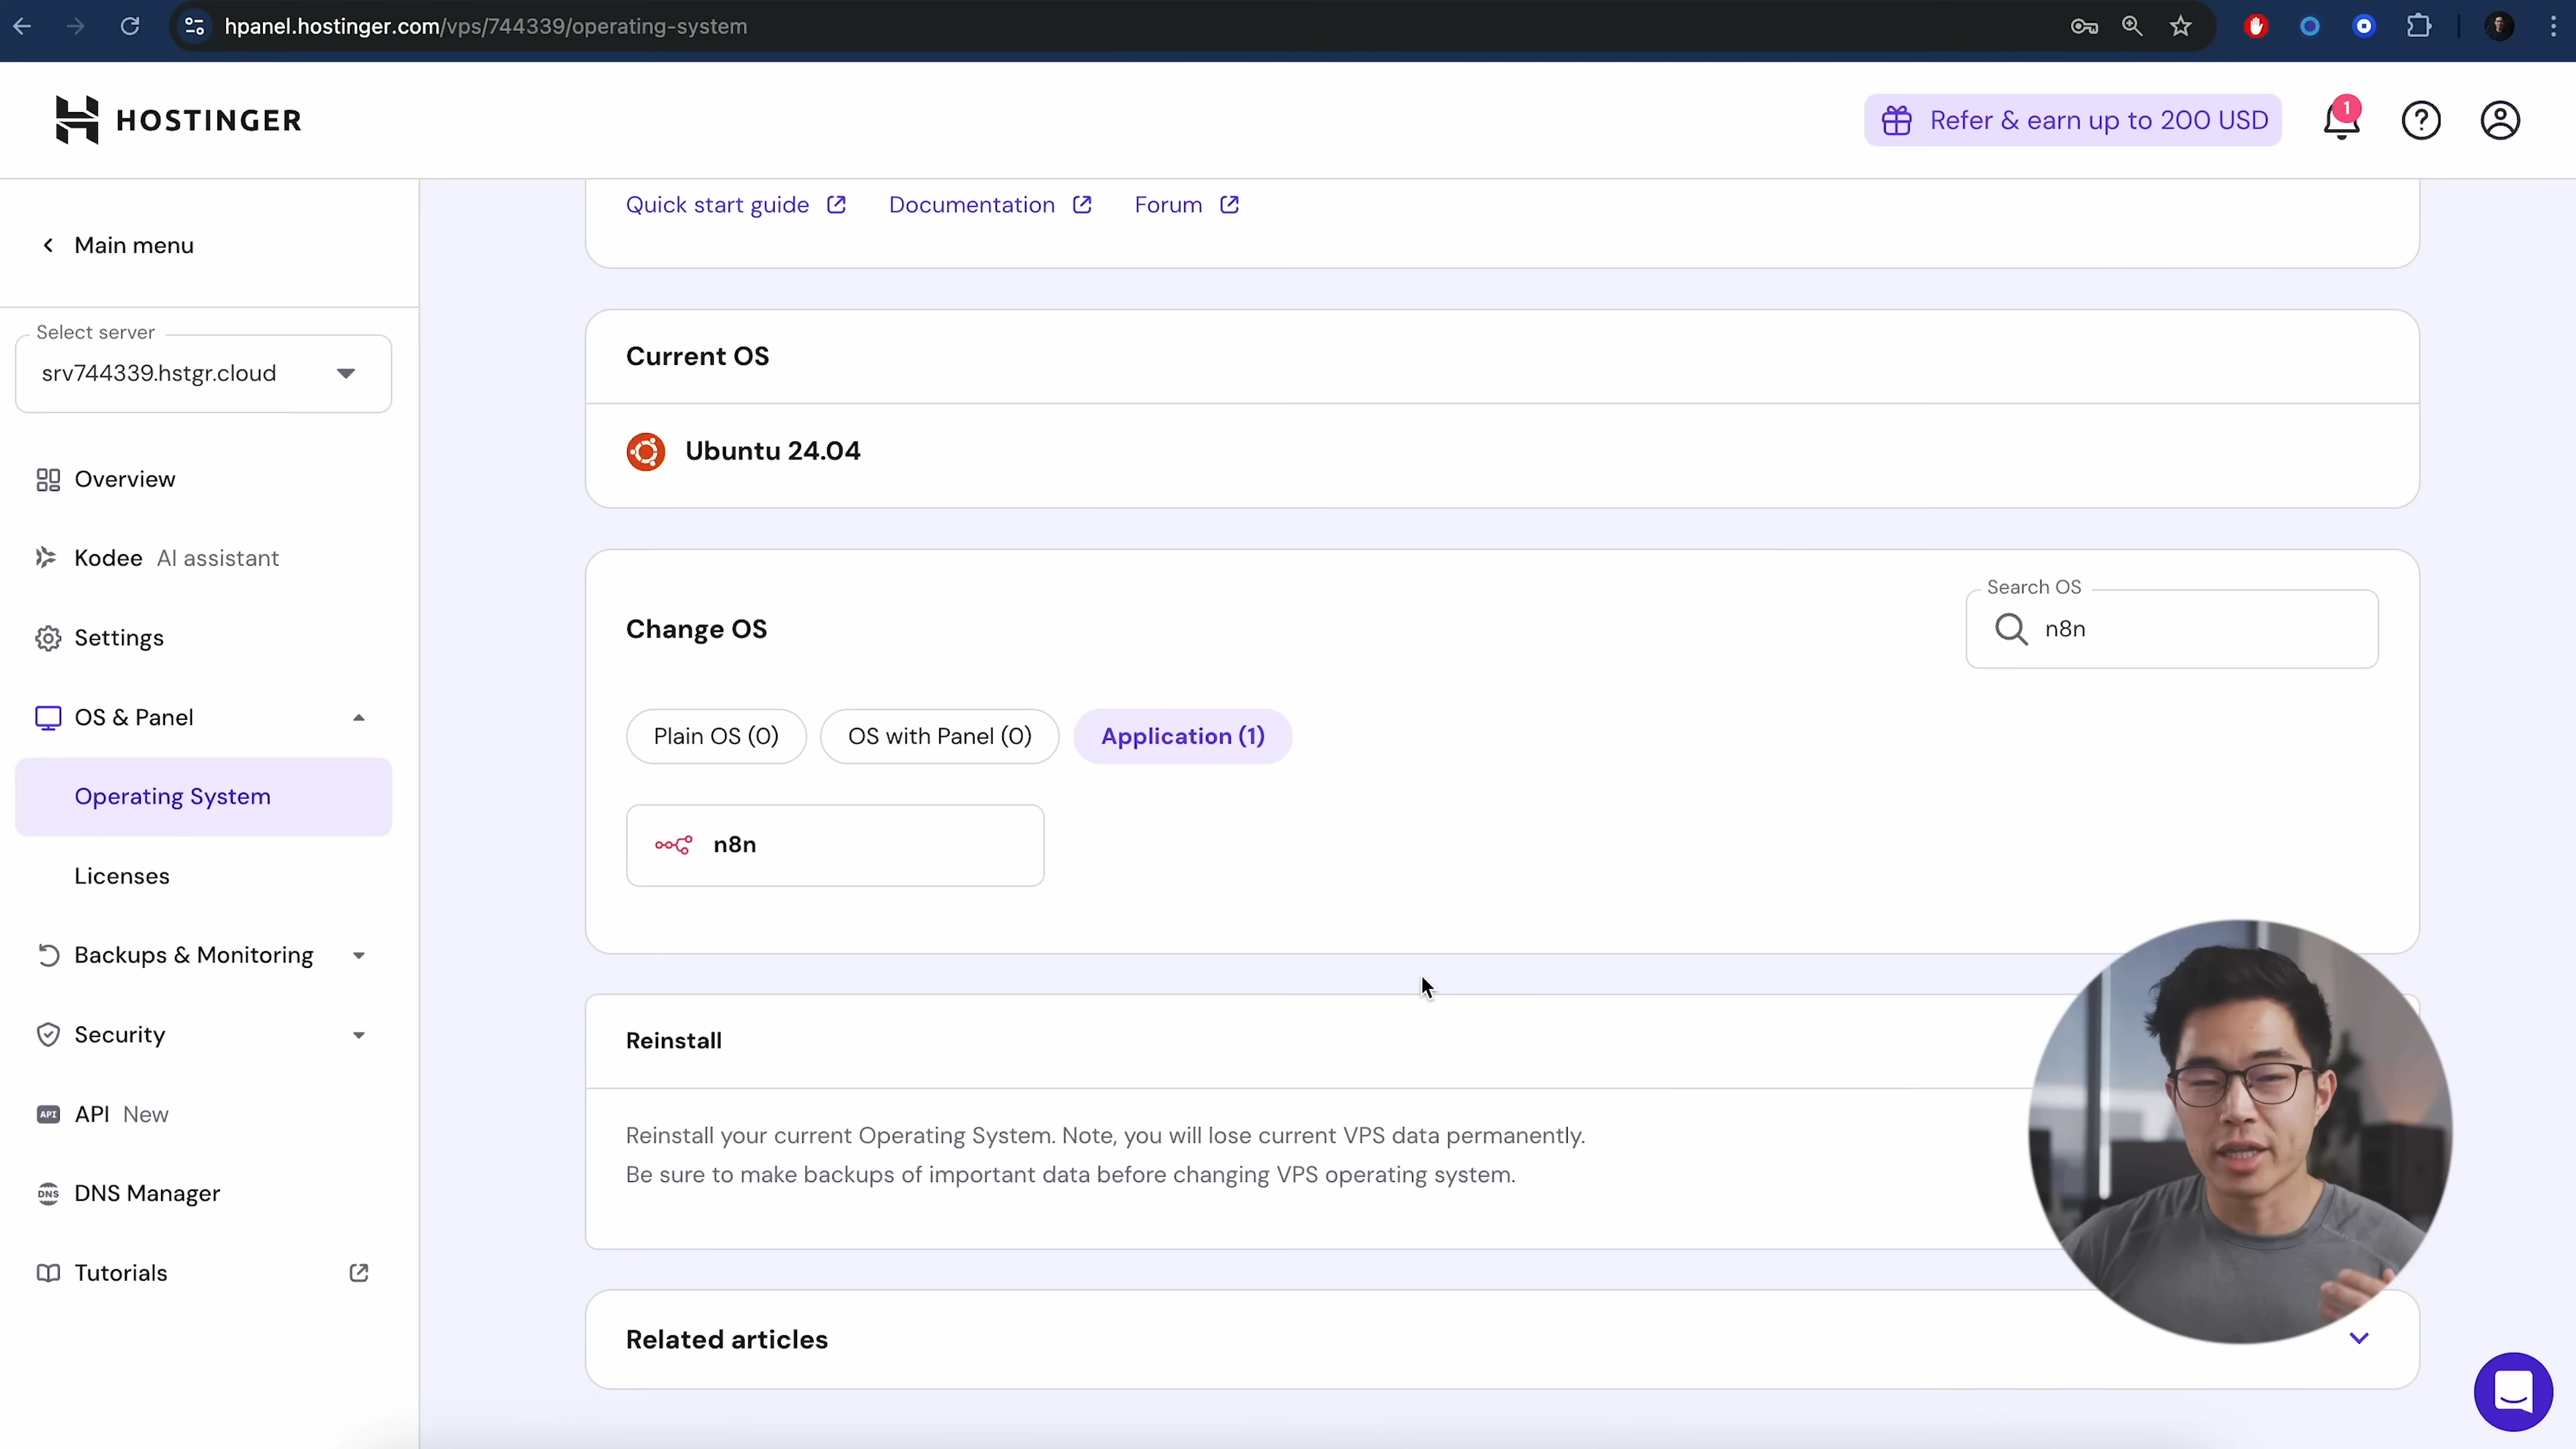 hpanel.hostinger.com/vps/744339/operating-system
HOSTINGER
Refer & earn up to 200 USD
1
Main menu
Select server
srv744339.hstgr.cloud
Overview
Kodee AI assistant
Settings
OS & Panel
Operating System
Licenses
Backups & Monitoring
Security
API API New
DNS DNS Manager
Tutorials
Quick start guide
Documentation
Forum
Current OS
Ubuntu 24.04
Change OS
Search OS
n8n
Plain OS (0)
OS with Panel (0)
Application (1)
n8n
Reinstall
Reinstall your current Operating System. Note, you will lose current VPS data permanently.
Be sure to make backups of important data before changing VPS operating system.
Related articles